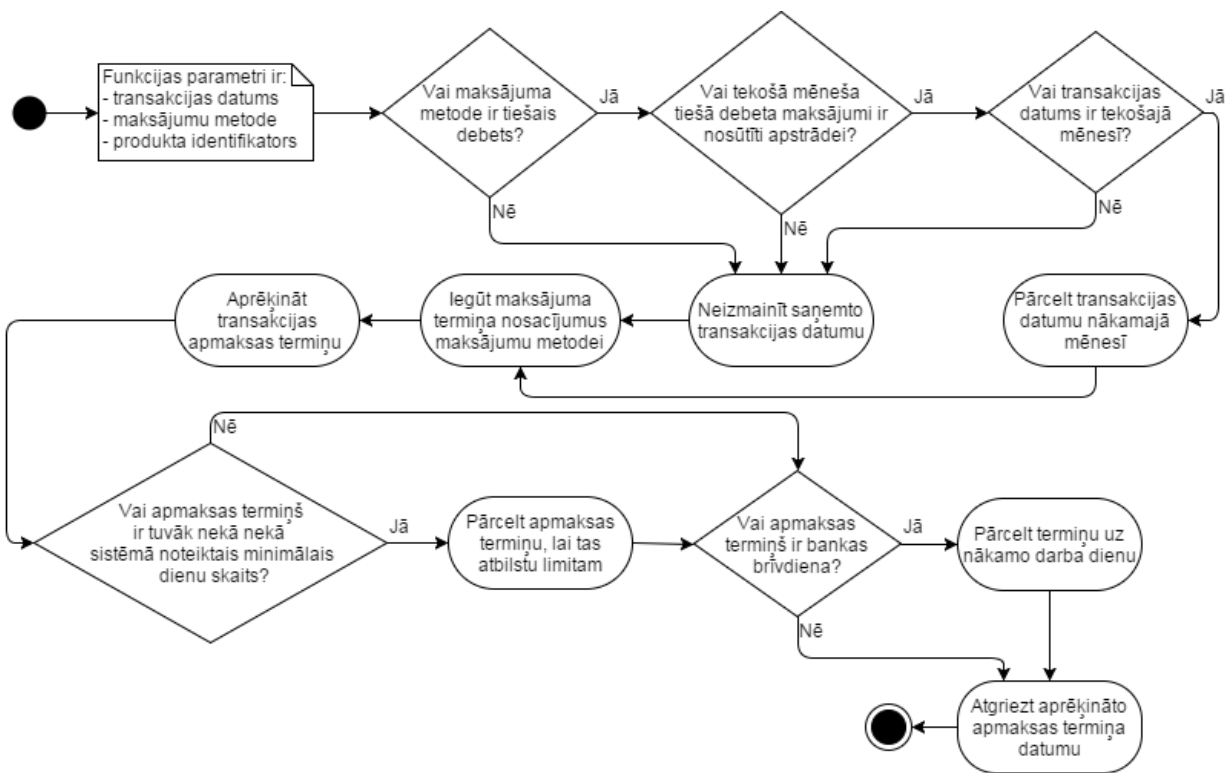 Funkcijas parametri ir:
- transakcijas datums
- maksājumu metode
- produkta identifikators
Vai maksājuma
metode ir tiešais
debets?
Jā
Nē
Vai tekošā mēneša
tiešā debeta maksājumi ir
nosūtīti apstrādei?
Jā
Nē
Vai transakcijas
datums ir tekošajā
mēnesī?
Jā
Nē
Aprēķināt
transakcijas
apmaksas termiņu
Iegūt maksājuma
termiņa nosacījumus
maksājumu metodei
Neizmainīt saņemto
transakcijas datumu
Pārcelt transakcijas
datumu nākamajā
mēnesī
Nē
Vai apmaksas termiņš
ir tuvāk nekā nekā
sistēmā noteiktais minimālais
dienu skaits?
Jā
Pārcelt apmaksas
termiņu, lai tas
atbilstu limitam
Vai apmaksas
termiņš ir bankas
brīvdiena?
Jā
Nē
Pārcelt termiņu uz
nākamo darba dienu
Atgriezt aprēķināto
apmaksas termiņa
datumu